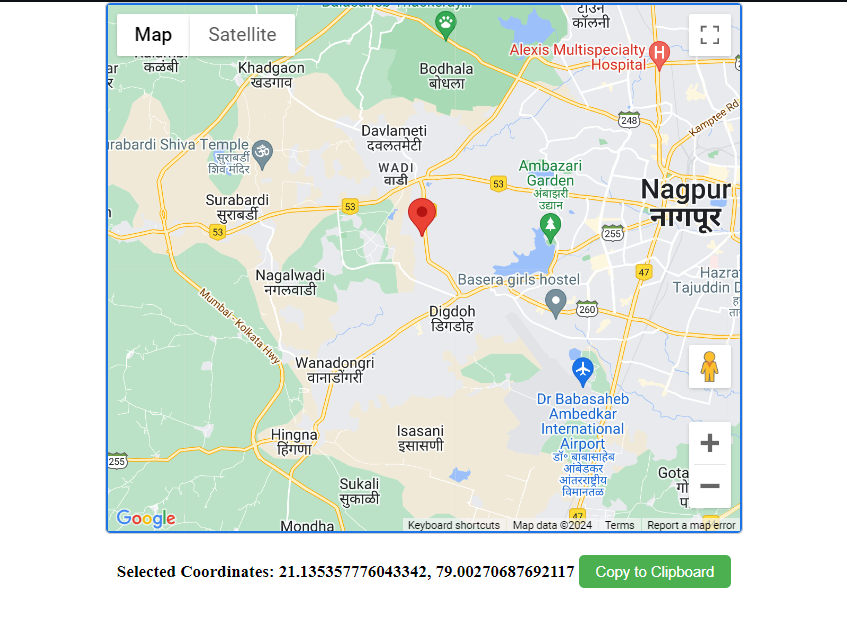 Map
Satellite
टाउन
कॉलनी
Alexis Multispecialty
Hospital
कळंबी
Khadgaon
खडगाव
Bodhala
बोधला
Kamptee Rd
248
Davlameti
दवलतमेटी
WADI
वाडी
urabardi Shiva Temple
सुराबर्डी
शिव मंदिर
Ambazari
Garden
अंबाझरी
उद्यान
53
Nagpur
नागपूर
Surabardi
सुराबर्डी
53
53
255
47
Nagalwadi
नगलवाडी
Basera girls hostel
Hazra
Tajuddin D
Mumbai - Kolkata Hwy
Digdoh
डिगडोह
260
Wanadongri
वानाडोंगरी
Dr Babasaheb
Ambedkar
International
Airport
डॉ॰ बाबासाहेब
आंबेडकर
आंतरराष्ट्रीय
विमानतळ
Isasani
इसासणी
Hingna
हिंगणा
255
Gota
गो
Sukali
सुकाळी
47
Mondha
Google
Keyboard shortcuts
Map data ©2024
Terms
Report a map error
Selected Coordinates: 21.135357776043342, 79.00270687692117
Copy to Clipboard